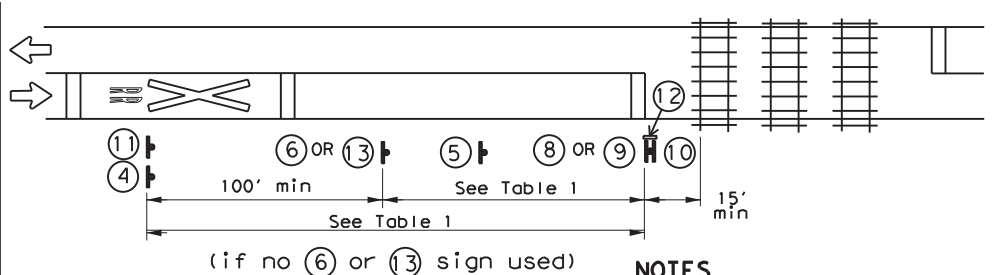 RR
12
11
6 OR 13
5
8 OR 9
10
4
100' min
See Table 1
15'
min
See Table 1
(if no 6 or 13 sign used)
NOTES